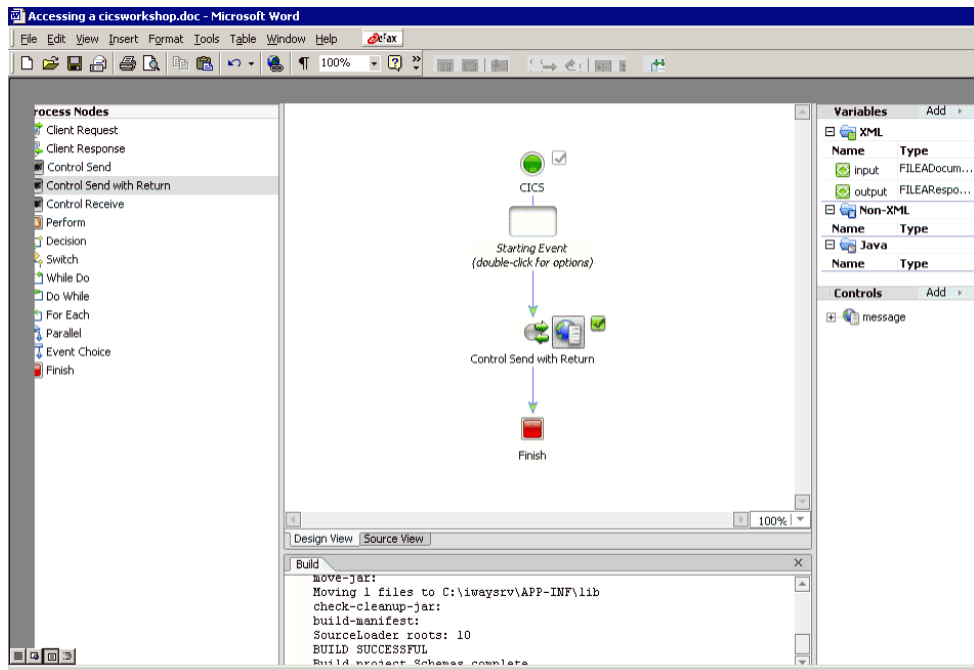 Accessing a cicsworkshop.doc - Microsoft Word
File Edit View Insert Format Tools Table Window Help eFax
100%
rocess Nodes
Client Request
Client Response
Control Send
Control Send with Return
Control Receive
Perform
Decision
Switch
While Do
Do While
For Each
Parallel
Event Choice
Finish
CICS
Starting Event
(double-click for options)
Control Send with Return
Finish
100%
Design View Source View
Variables Add
XML
Name Type
input FILEADocum...
output FILEARespo...
Non-XML
Name Type
Java
Name Type
Controls Add
message
Build
move-jar:
Moving 1 files to C:\iwaysrv\APP-INF\lib
check-cleanup-jar:
build-manifest:
SourceLoader roots: 10
BUILD SUCCESSFUL
Build project Schemas complete